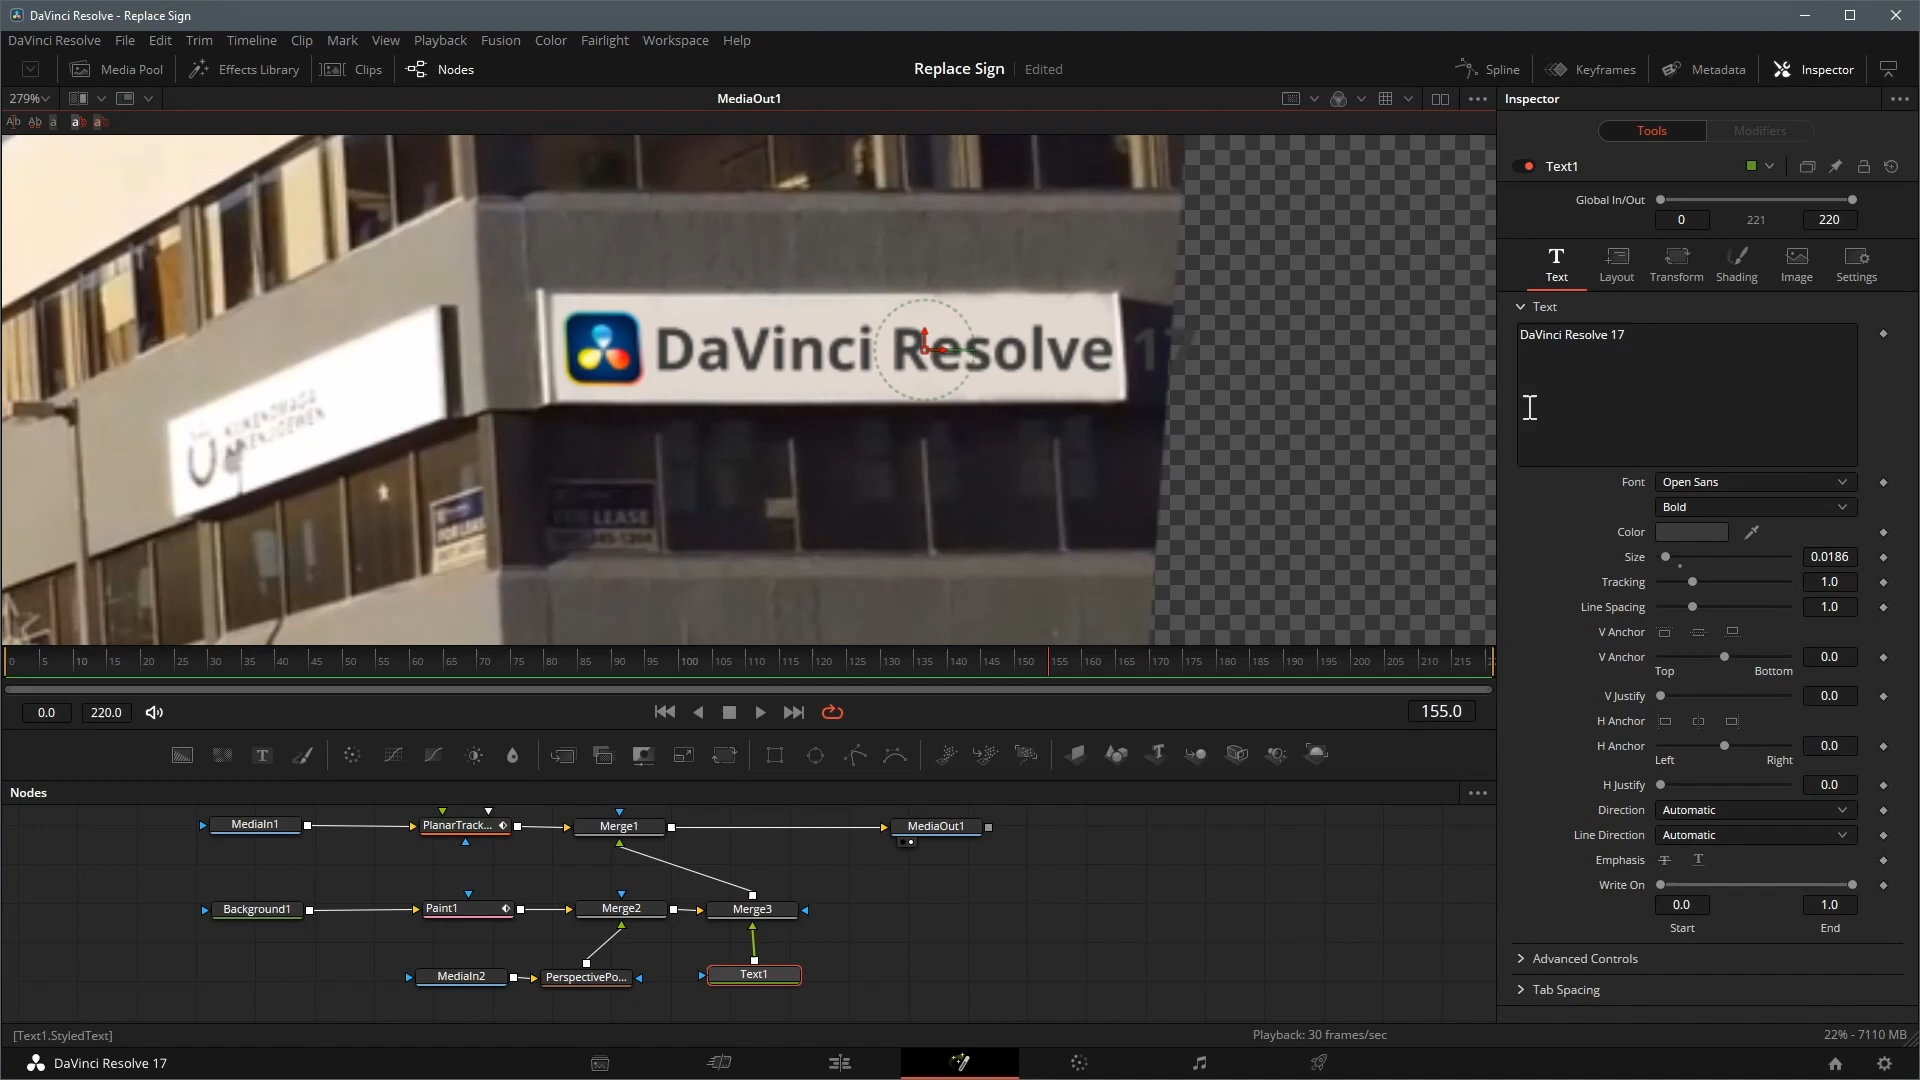 DaVinci Resolve - Replace Sign
DaVinci Resolve File Edit Trim Timeline Clip Mark View Playback Fusion Color Fairlight Workspace Help
Media Pool Effects Library Clips Nodes Replace Sign Edited Spline Keyframes Metadata Inspector
279% MediaOut1 Inspector
Tools Modifiers
Text1
Global In/Out
0 221 220
Text Layout Transform Shading Image Settings
Text
DaVinci Resolve 17
DaVinci Resolve 17
FOR LEASE
Font Open Sans
Bold
Color
Size 0.0186
Tracking 1.0
Line Spacing 1.0
V Anchor
V Anchor 0.0
Top Bottom
V Justify 0.0
H Anchor
H Anchor 0.0
Left Right
H Justify 0.0
Direction Automatic
Line Direction Automatic
Emphasis
Write On
0.0 1.0
Start End
Advanced Controls
Tab Spacing
0 5 10 15 20 25 30 35 40 45 50 55 60 65 70 75 80 85 90 95 100 105 110 115 120 125 130 135 140 145 150 155 160 165 170 175 180 185 190 195 200 205 210 215
0.0 220.0 155.0
Nodes
MediaIn1 PlanarTrack... Merge1 MediaOut1
Background1 Paint1 Merge2 Merge3
MediaIn2 PerspectivePo... Text1
[Text1.StyledText] Playback: 30 frames/sec 22% - 7110 MB
DaVinci Resolve 17